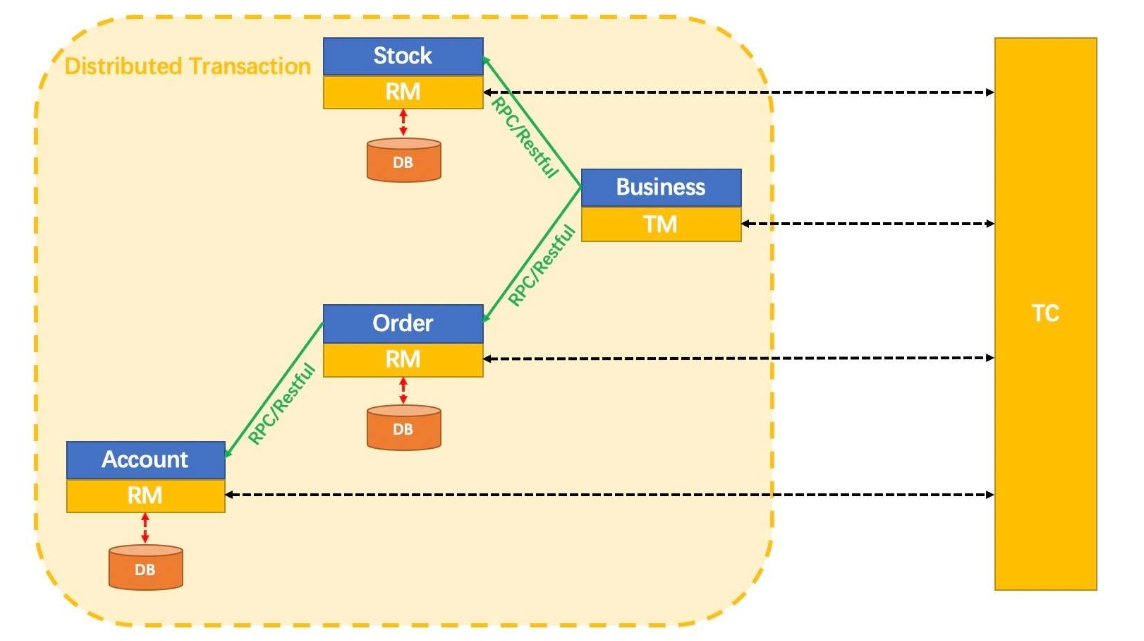 Distributed Transaction
Stock
RM
DB
RPC/Restful
Business
TM
RPC/Restful
Order
RM
DB
RPC/Restful
Account
RM
DB
TC